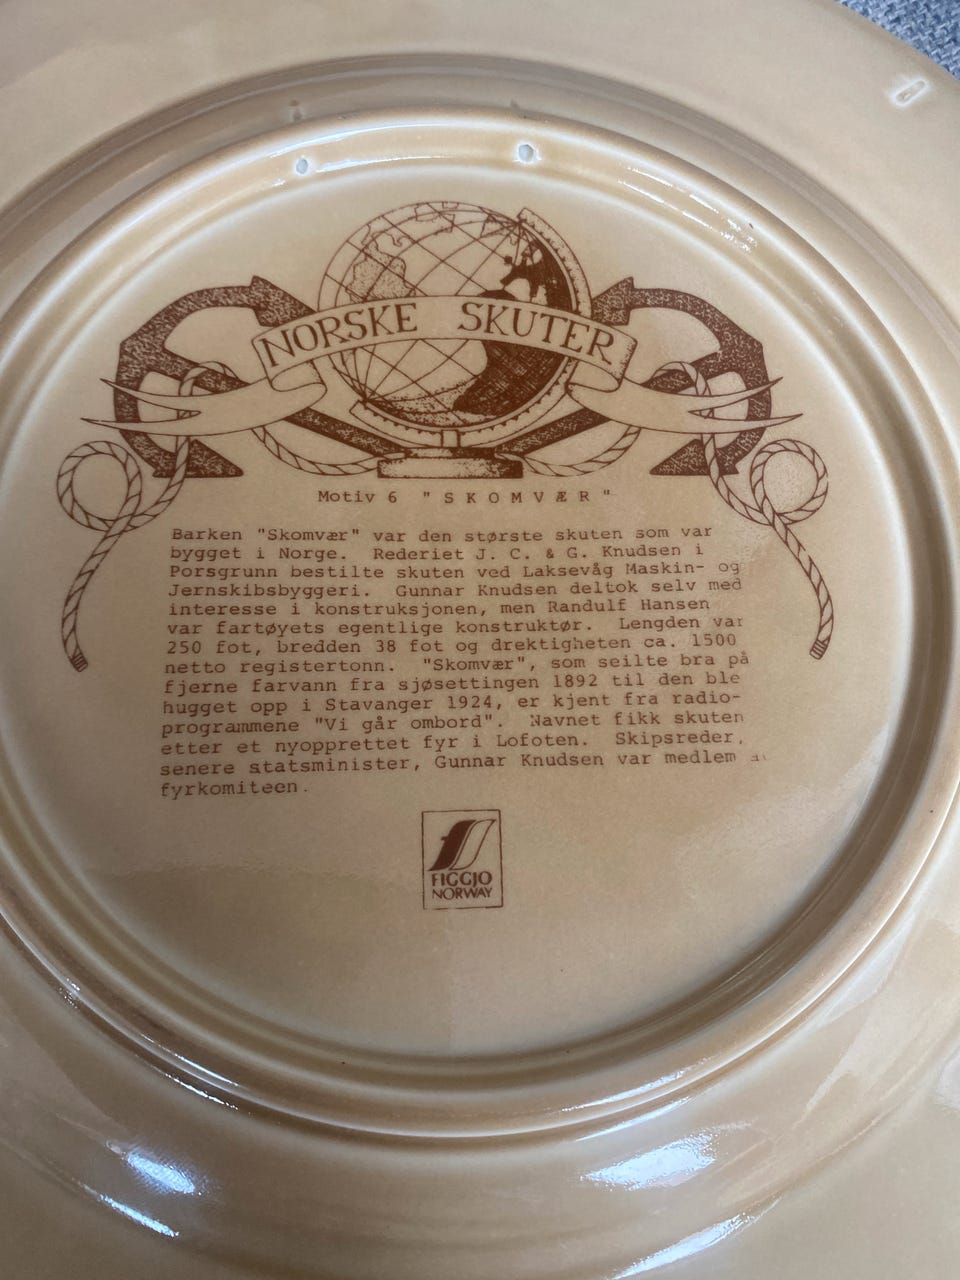 NORSKE SKUTER
Motiv 6 "SKOMVÆR"
Barken "Skomvær" var den største skuten som var
bygget i Norge. Rederiet J. C. & G. Knudsen i
Porsgrunn bestilte skuten ved Laksevåg Maskin- og
Jernskibsbyggeri. Gunnar Knudsen deltok selv med
interesse i konstruksjonen, men Randulf Hansen
var fartøyets egentlige konstruktør. Lengden var
250 fot, bredden 38 fot og drektigheten ca. 1500
netto registertonn. "Skomvær", som seilte bra på
fjerne farvann fra sjøsettingen 1892 til den ble
hugget opp i Stavanger 1924, er kjent fra radio-
programmene "Vi går ombord". Navnet fikk skuten
etter et nyopprettet fyr i Lofoten. Skipsreder,
senere statsminister, Gunnar Knudsen var medlem
fyrkomiteen.
FIGGJO
NORWAY